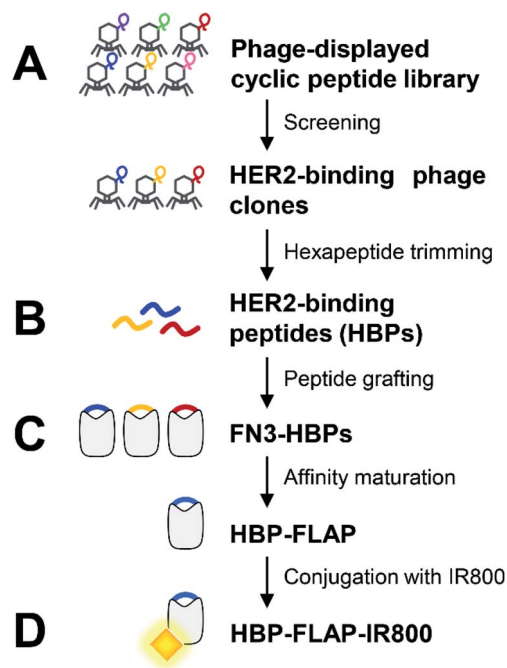 A
Phage-displayed
cyclic peptide library
Screening
HER2-binding phage
clones
Hexapeptide trimming
B
HER2-binding
peptides (HBPs)
Peptide grafting
C
FN3-HBPs
Affinity maturation
HBP-FLAP
Conjugation with IR800
D
HBP-FLAP-IR800